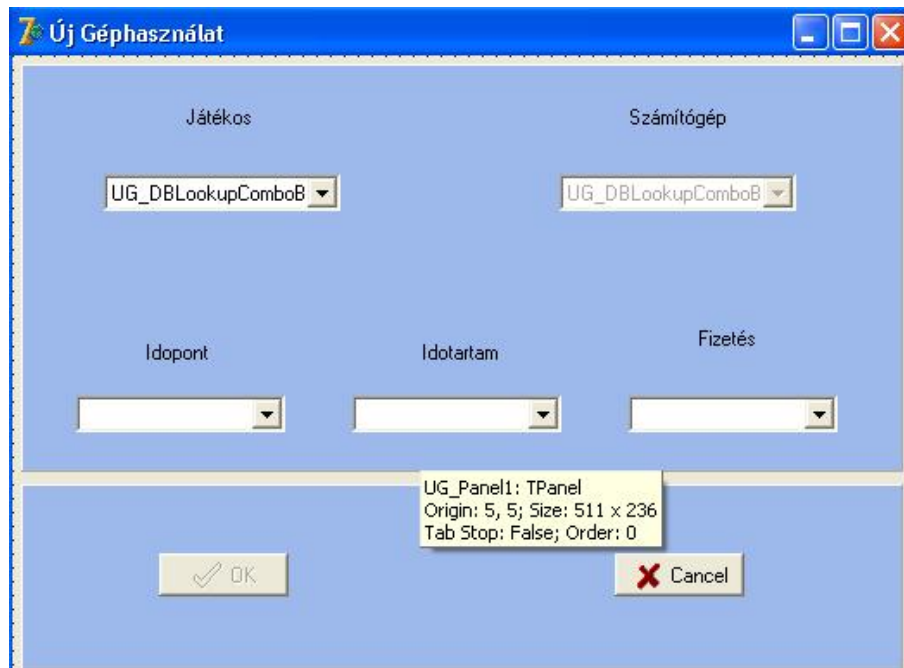 Új Géphasználat
Játékos
Számítógép
UG_DBLookupComboB
UG_DBLookupComboB
Idopont
Idotartam
Fizetés
UG_Panel1: TPanel
Origin: 5, 5; Size: 511 x 236
Tab Stop: False; Order: 0
OK
Cancel